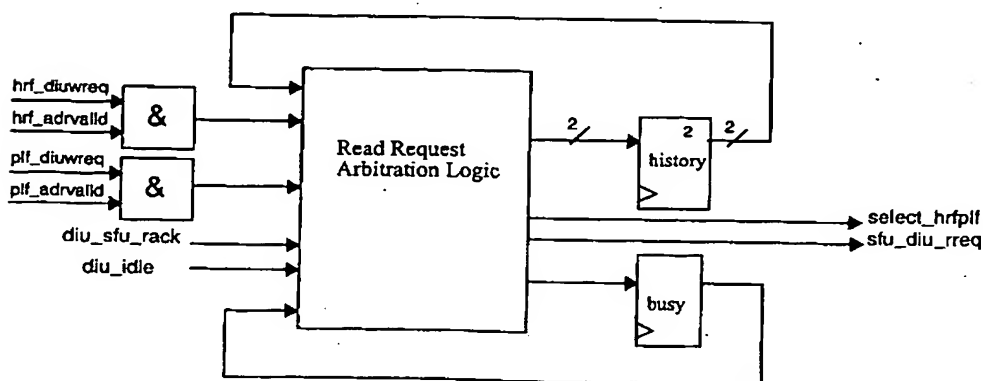 hrf_diuwreq
hrf_adrvalid
&
plf_diuwreq
plf_adrvalid
&
diu_sfu_rack
diu_idle
Read Request
Arbitration Logic
2
2
2
history
select_hrfplf
sfu_diu_rreq
busy